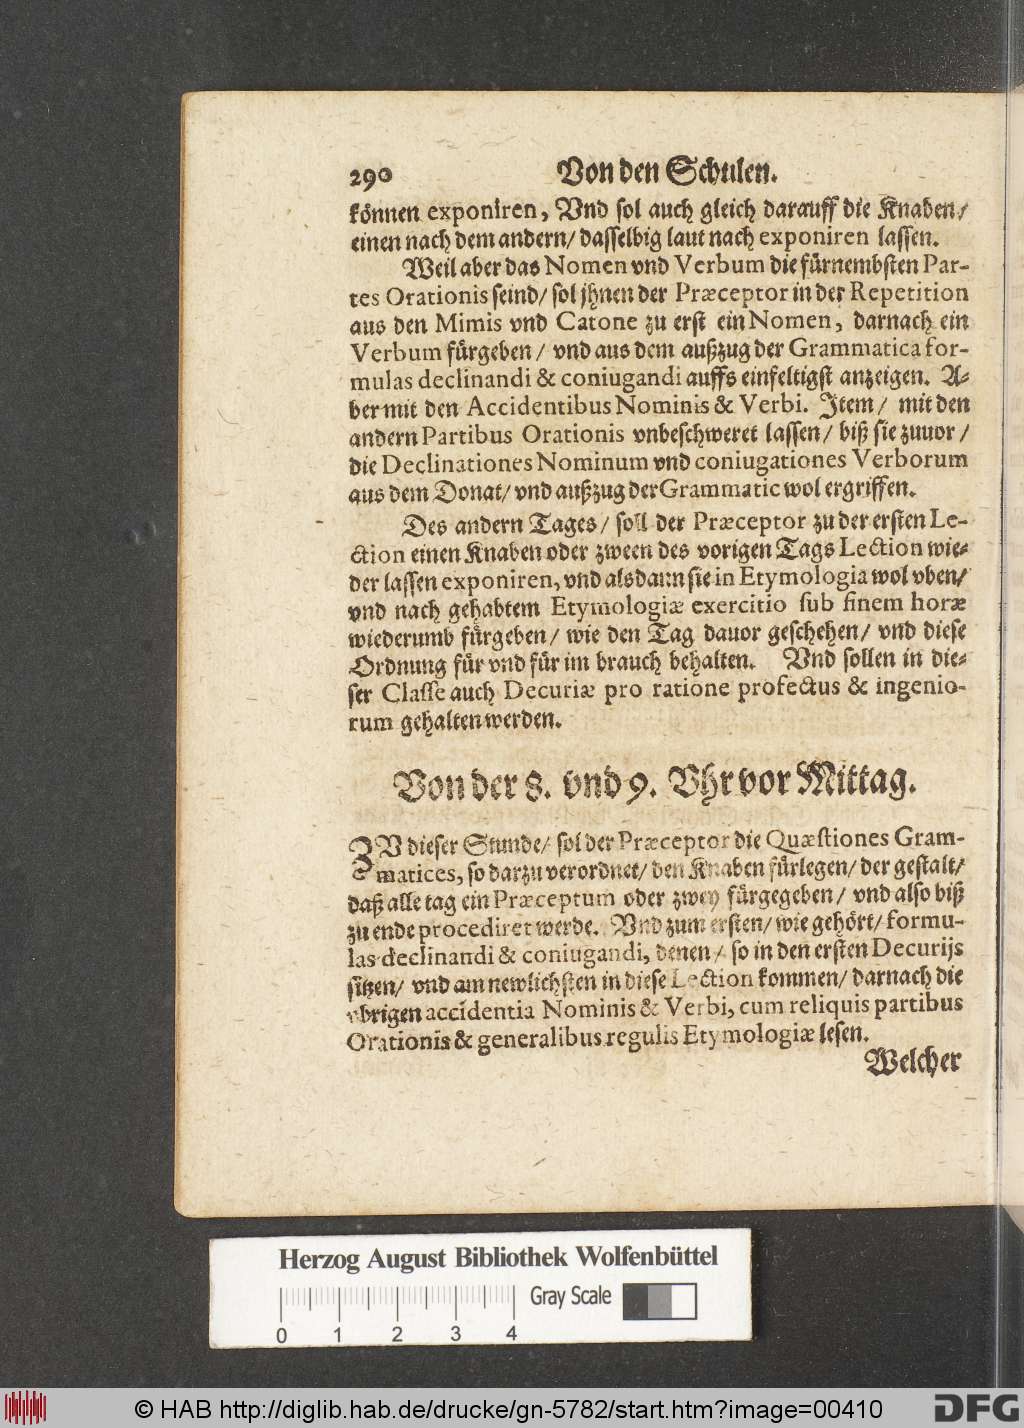 290 Von den Schulen.
können exponiren, Vnd sol auch gleich darauff die Knaben/
einen nach dem andern/ dasselbig laut nach exponiren lassen.
Weil aber das Nomen vnd Verbum die fürnembsten Par-
tes Orationis seind/ sol jhnen der Præceptor in der Repetition
aus den Mimis vnd Catone zu erst ein Nomen, darnach ein
Verbum fürgeben/ vnd aus dem außzug der Grammatica for-
mulas declinandi & coniugandi auffs einfeltigst anzeigen. A-
ber mit den Accidentibus Nominis & Verbi. Item/ mit den
andern Partibus Orationis vnbeschweret lassen/ biß sie zuuor/
die Declinationes Nominum vnd coniugationes Verborum
aus dem Donat/ vnd außzug der Grammatic wol ergriffen.
Des andern Tages/ soll der Præceptor zu der ersten Le-
ction einen Knaben oder zween des vorigen Tags Lection wie-
der lassen exponiren, vnd alsdann sie in Etymologia wol vben/
vnd nach gehabtem Etymologiæ exercitio sub finem horæ
wiederumb fürgeben/ wie den Tag dauor geschehen/ vnd diese
Ordnung für vnd für im brauch behalten. Vnd sollen in die-
ser Classe auch Decuriæ pro ratione profectus & ingenio-
rum gehalten werden.
Von der 8. vnd 9. Vhr vor Mittag.
ZV dieser Stunde/ sol der Præceptor die Quæstiones Gram-
matices, so darzu verordnet/ den Knaben fürlegen/ der gestalt/
daß alle tag ein Præceptum oder zwey fürgegeben/ vnd also biß
zu ende procediret werde. Vnd zum ersten/ wie gehört/ formu-
las declinandi & coniugandi, denen/ so in den ersten Decurijs
sitzen/ vnd am newlichsten in diese Lection kommen/ darnach die
vbrigen accidentia Nominis & Verbi, cum reliquis partibus
Orationis & generalibus regulis Etymologiæ lesen.
Welcher
Herzog August Bibliothek Wolfenbüttel
Gray Scale
0 1 2 3 4
© HAB http://diglib.hab.de/drucke/gn-5782/start.htm?image=00410
DFG